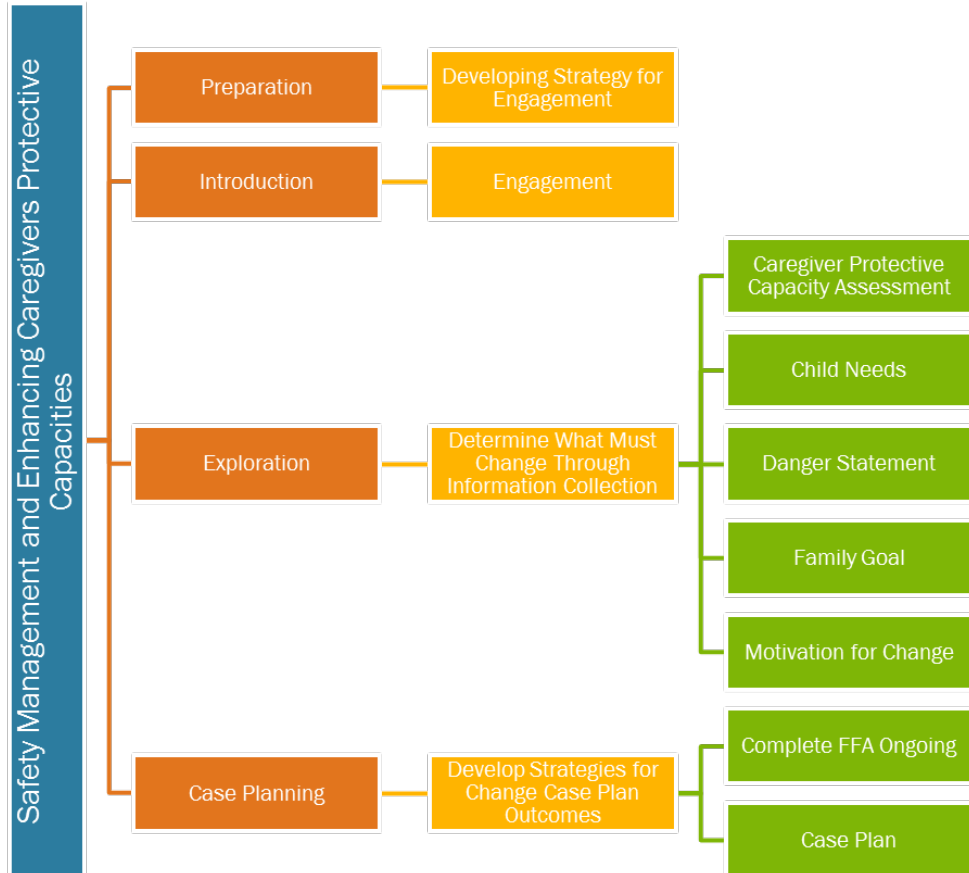 Safety Management and Enhancing Caregivers Protective
Capacities
Preparation
Developing Strategy for
Engagement
Introduction
Engagement
Exploration
Determine What Must
Change Through
Information Collection
Caregiver Protective
Capacity Assessment
Child Needs
Danger Statement
Family Goal
Motivation for Change
Case Planning
Develop Strategies for
Change Case Plan
Outcomes
Complete FFA Ongoing
Case Plan